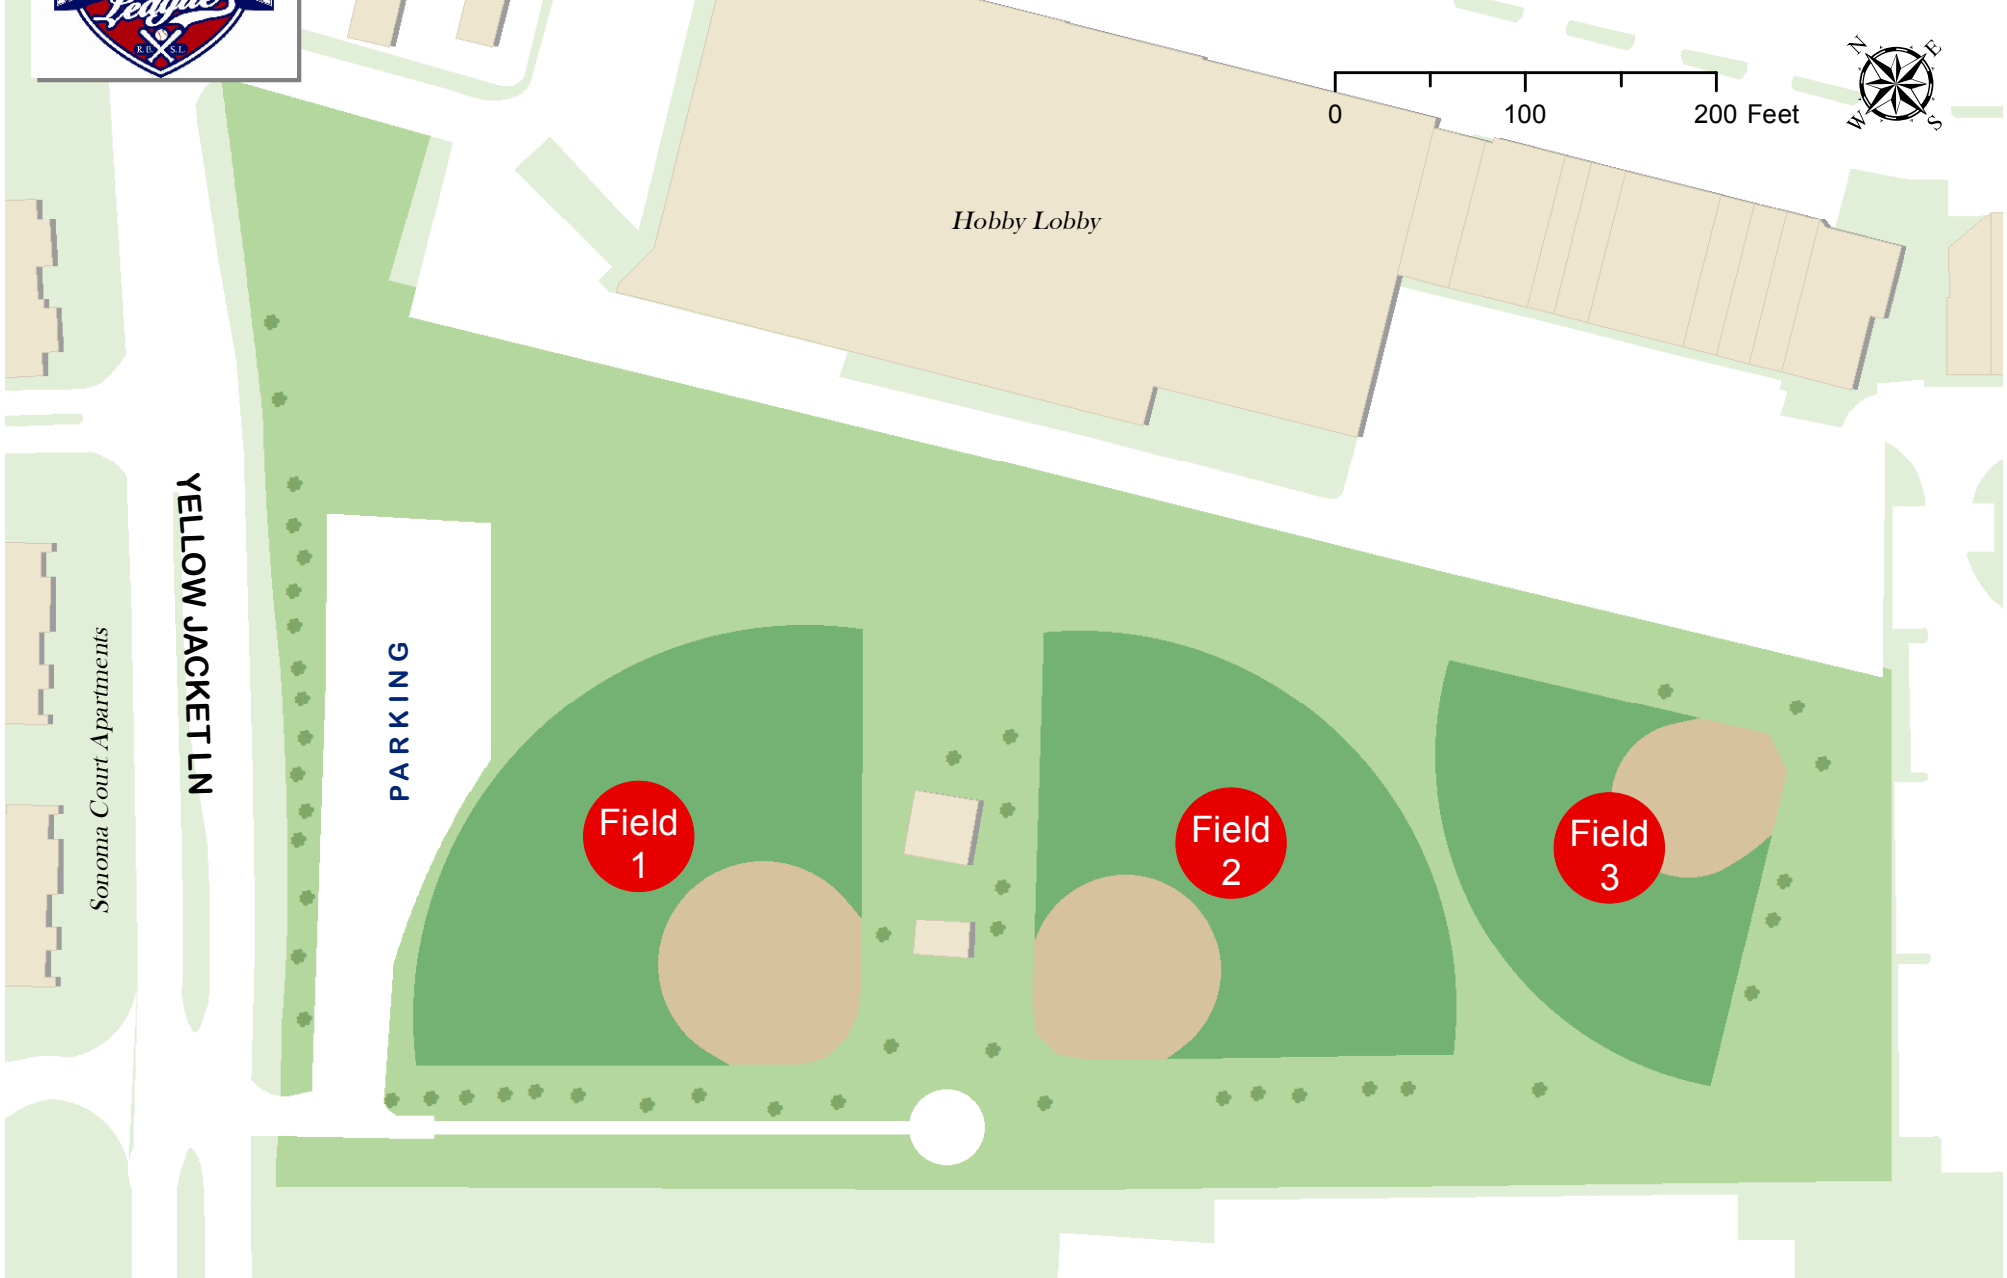 League
R.B. S.L.
N
E
W
S
0
100
200 Feet
Hobby Lobby
YELLOW JACKET LN
Sonoma Court Apartments
PARKING
Field
1
Field
2
Field
3